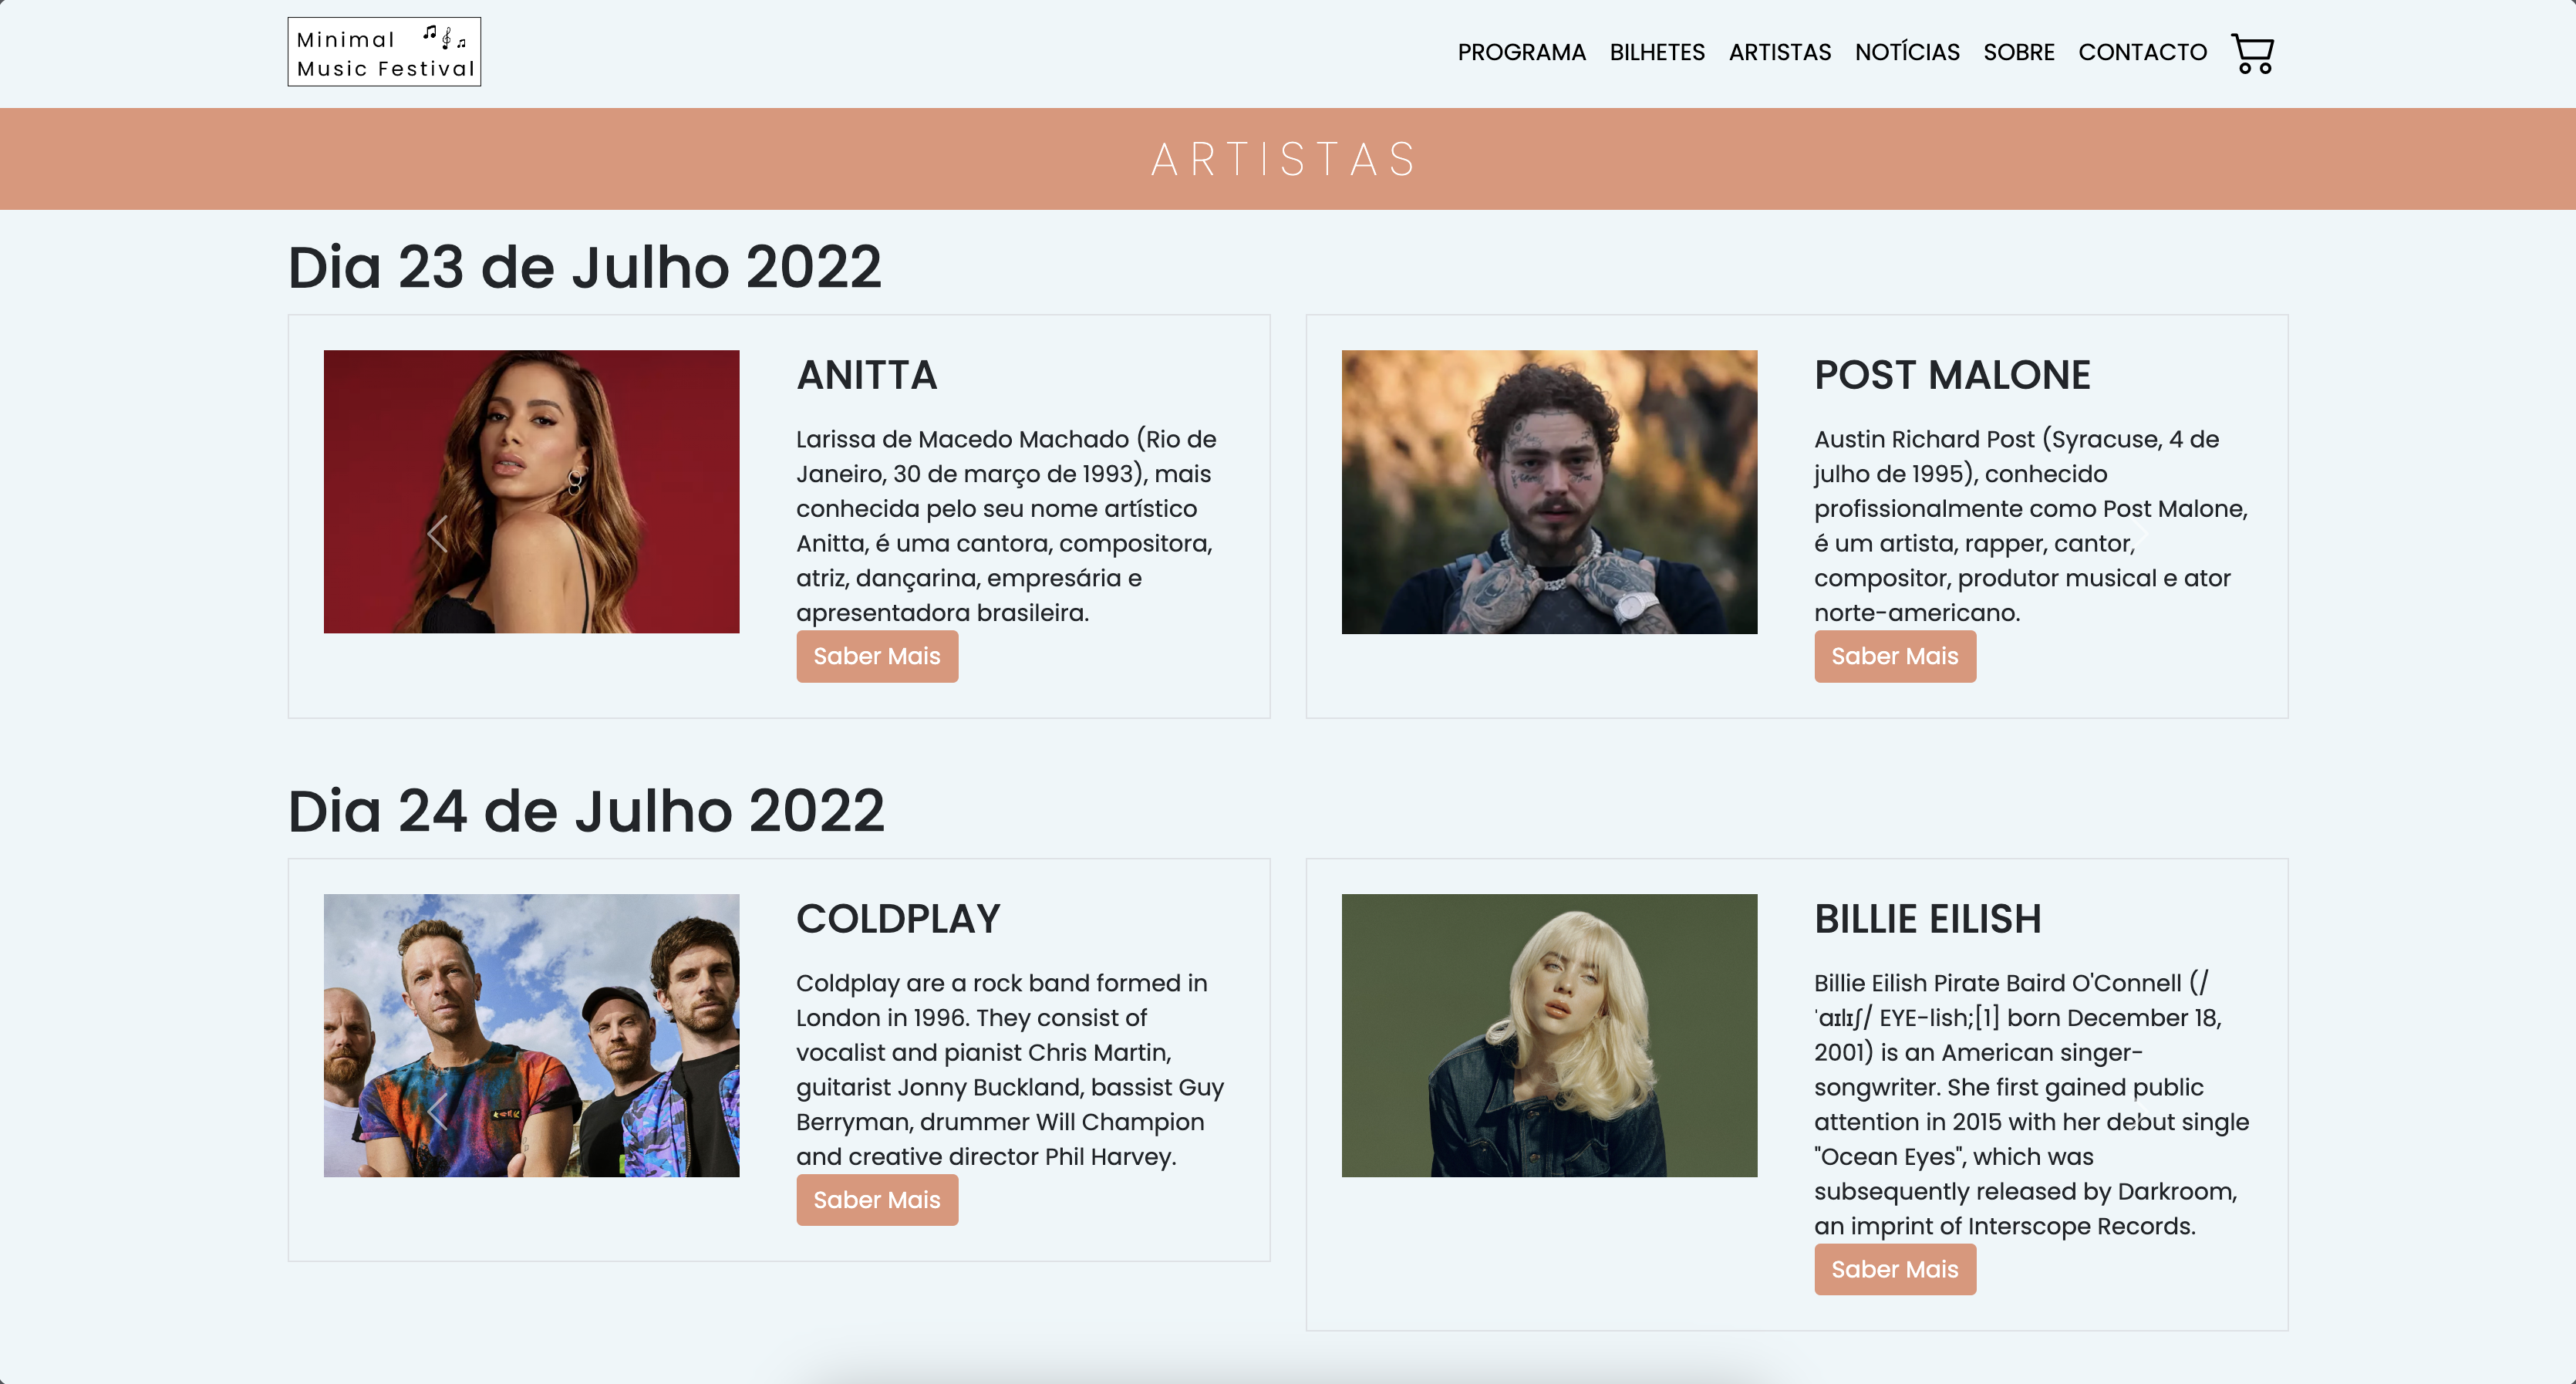 Minimal
Music Festival
PROGRAMA BILHETES ARTISTAS NOTÍCIAS SOBRE CONTACTO
ARTISTAS
Dia 23 de Julho 2022
ANITTA
Larissa de Macedo Machado (Rio de
Janeiro, 30 de março de 1993), mais
conhecida pelo seu nome artístico
Anitta, é uma cantora, compositora,
atriz, dançarina, empresária e
apresentadora brasileira.
Saber Mais
POST MALONE
Austin Richard Post (Syracuse, 4 de
julho de 1995), conhecido
profissionalmente como Post Malone,
é um artista, rapper, cantor,
compositor, produtor musical e ator
norte-americano.
Saber Mais
Dia 24 de Julho 2022
COLDPLAY
Coldplay are a rock band formed in
London in 1996. They consist of
vocalist and pianist Chris Martin,
guitarist Jonny Buckland, bassist Guy
Berryman, drummer Will Champion
and creative director Phil Harvey.
Saber Mais
BILLIE EILISH
Billie Eilish Pirate Baird O'Connell (/
ˈaɪlɪʃ/ EYE-lish;[1] born December 18,
2001) is an American singer-
songwriter. She first gained public
attention in 2015 with her debut single
"Ocean Eyes", which was
subsequently released by Darkroom,
an imprint of Interscope Records.
Saber Mais